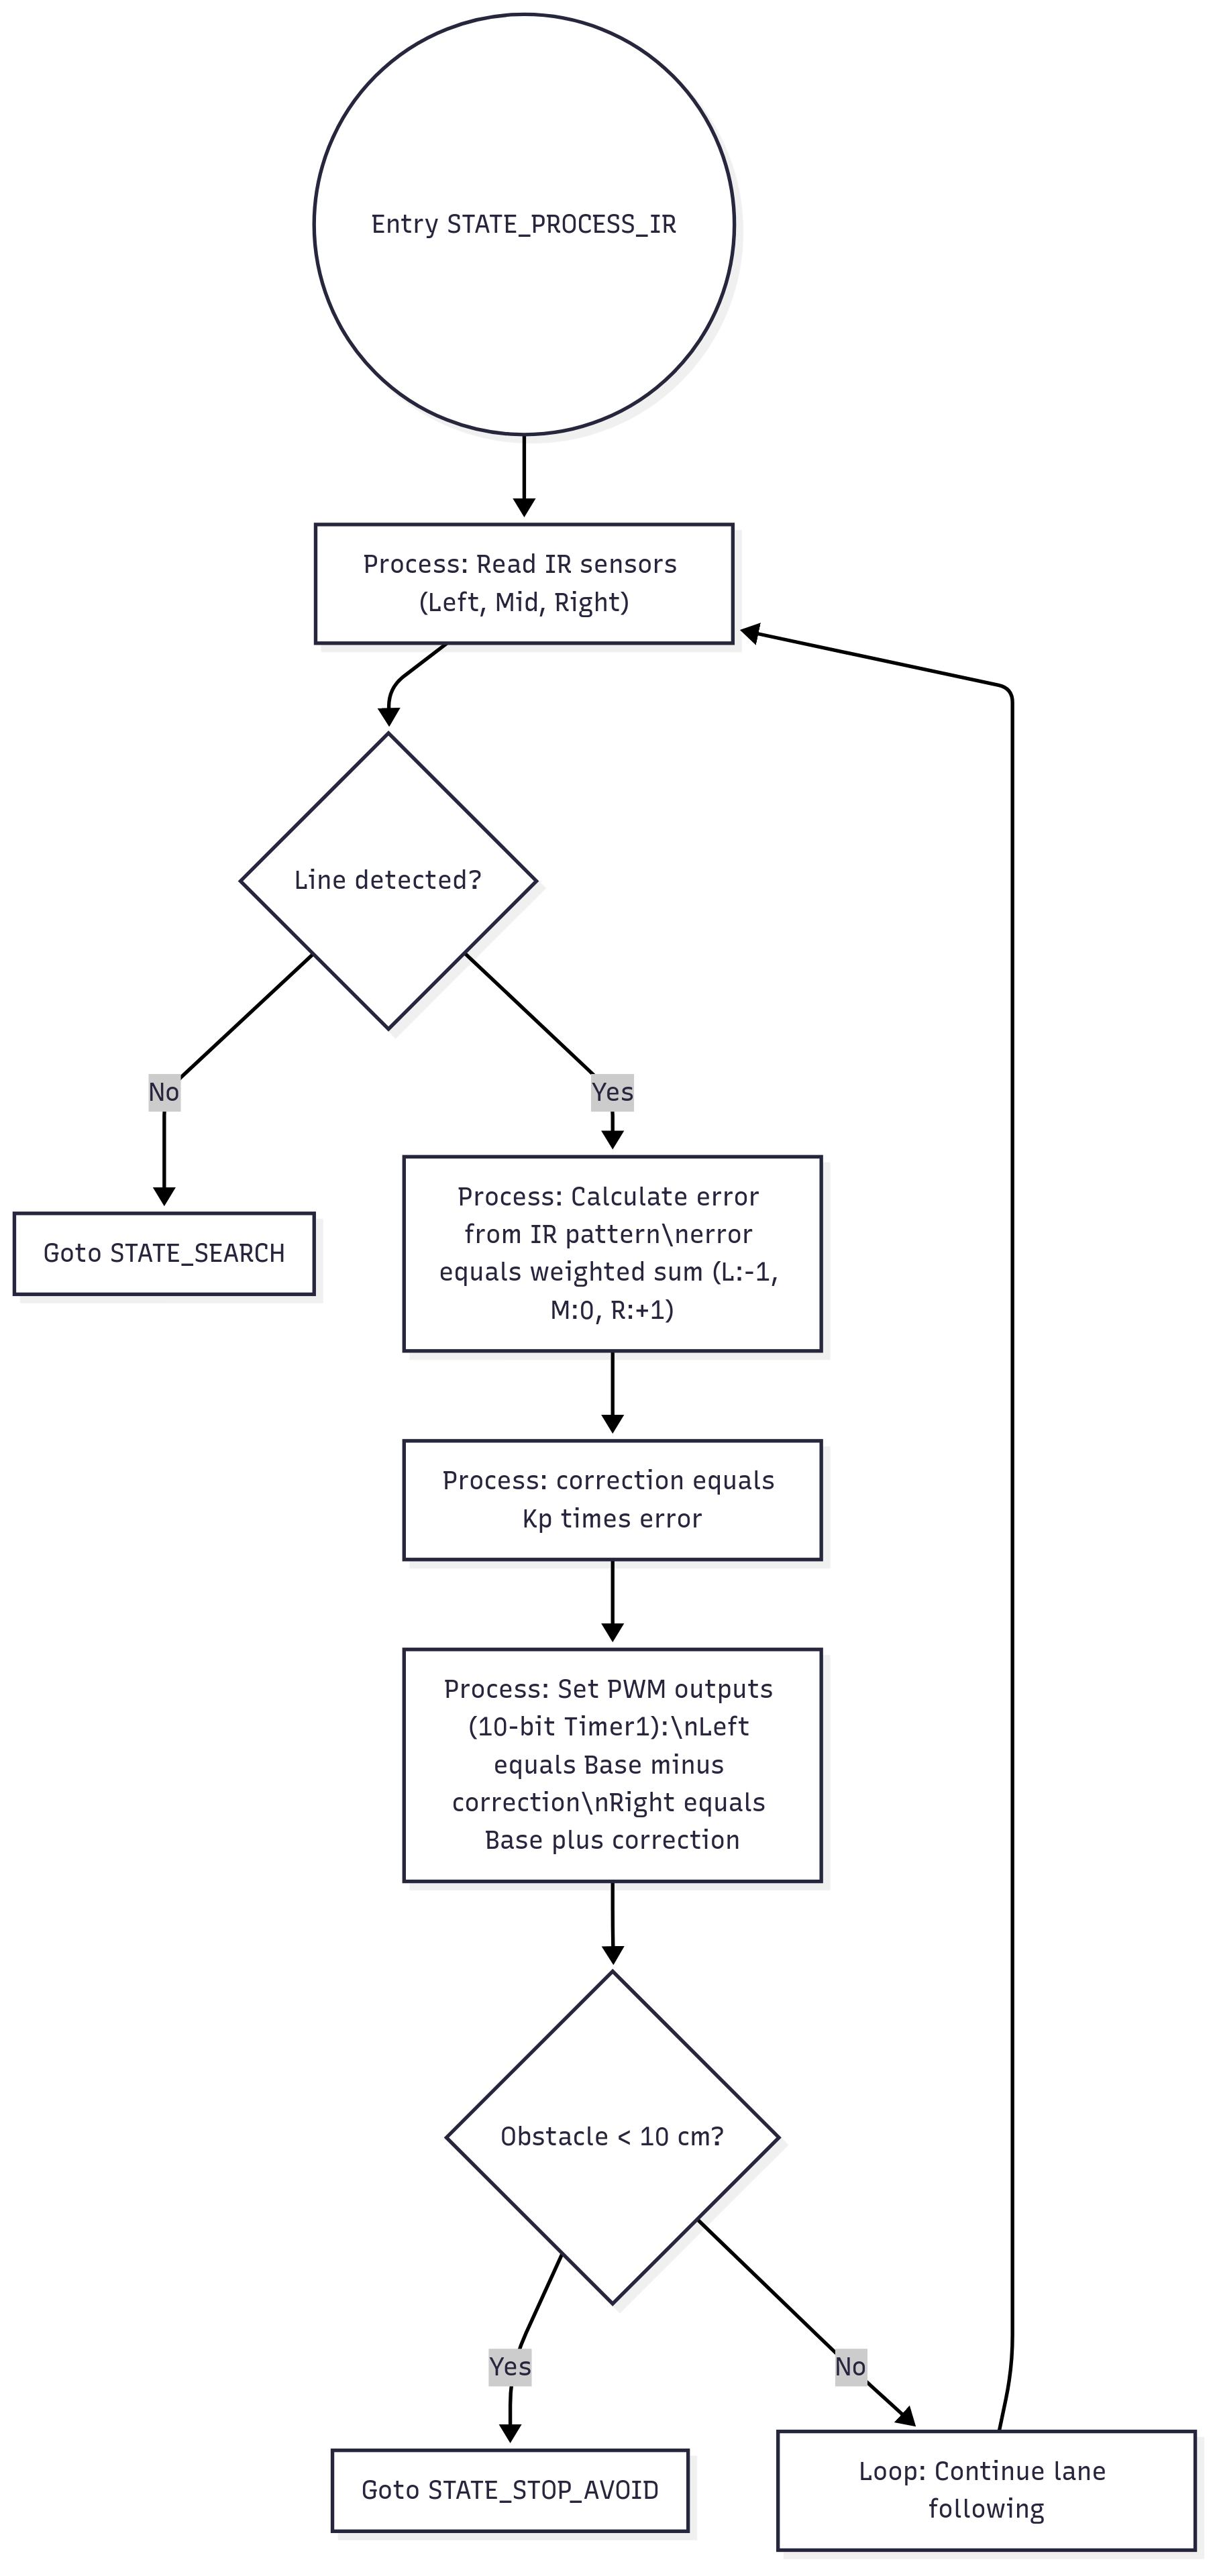 Entry STATE_PROCESS_IR
Process: Read IR sensors
(Left, Mid, Right)
Line detected?
No
Yes
Goto STATE_SEARCH
Process: Calculate error
from IR pattern\nerror
equals weighted sum (L:-1,
M:0, R:+1)
Process: correction equals
Kp times error
Process: Set PWM outputs
(10-bit Timer1):\nLeft
equals Base minus
correction\nRight equals
Base plus correction
Obstacle < 10 cm?
Yes
No
Goto STATE_STOP_AVOID
Loop: Continue lane
following